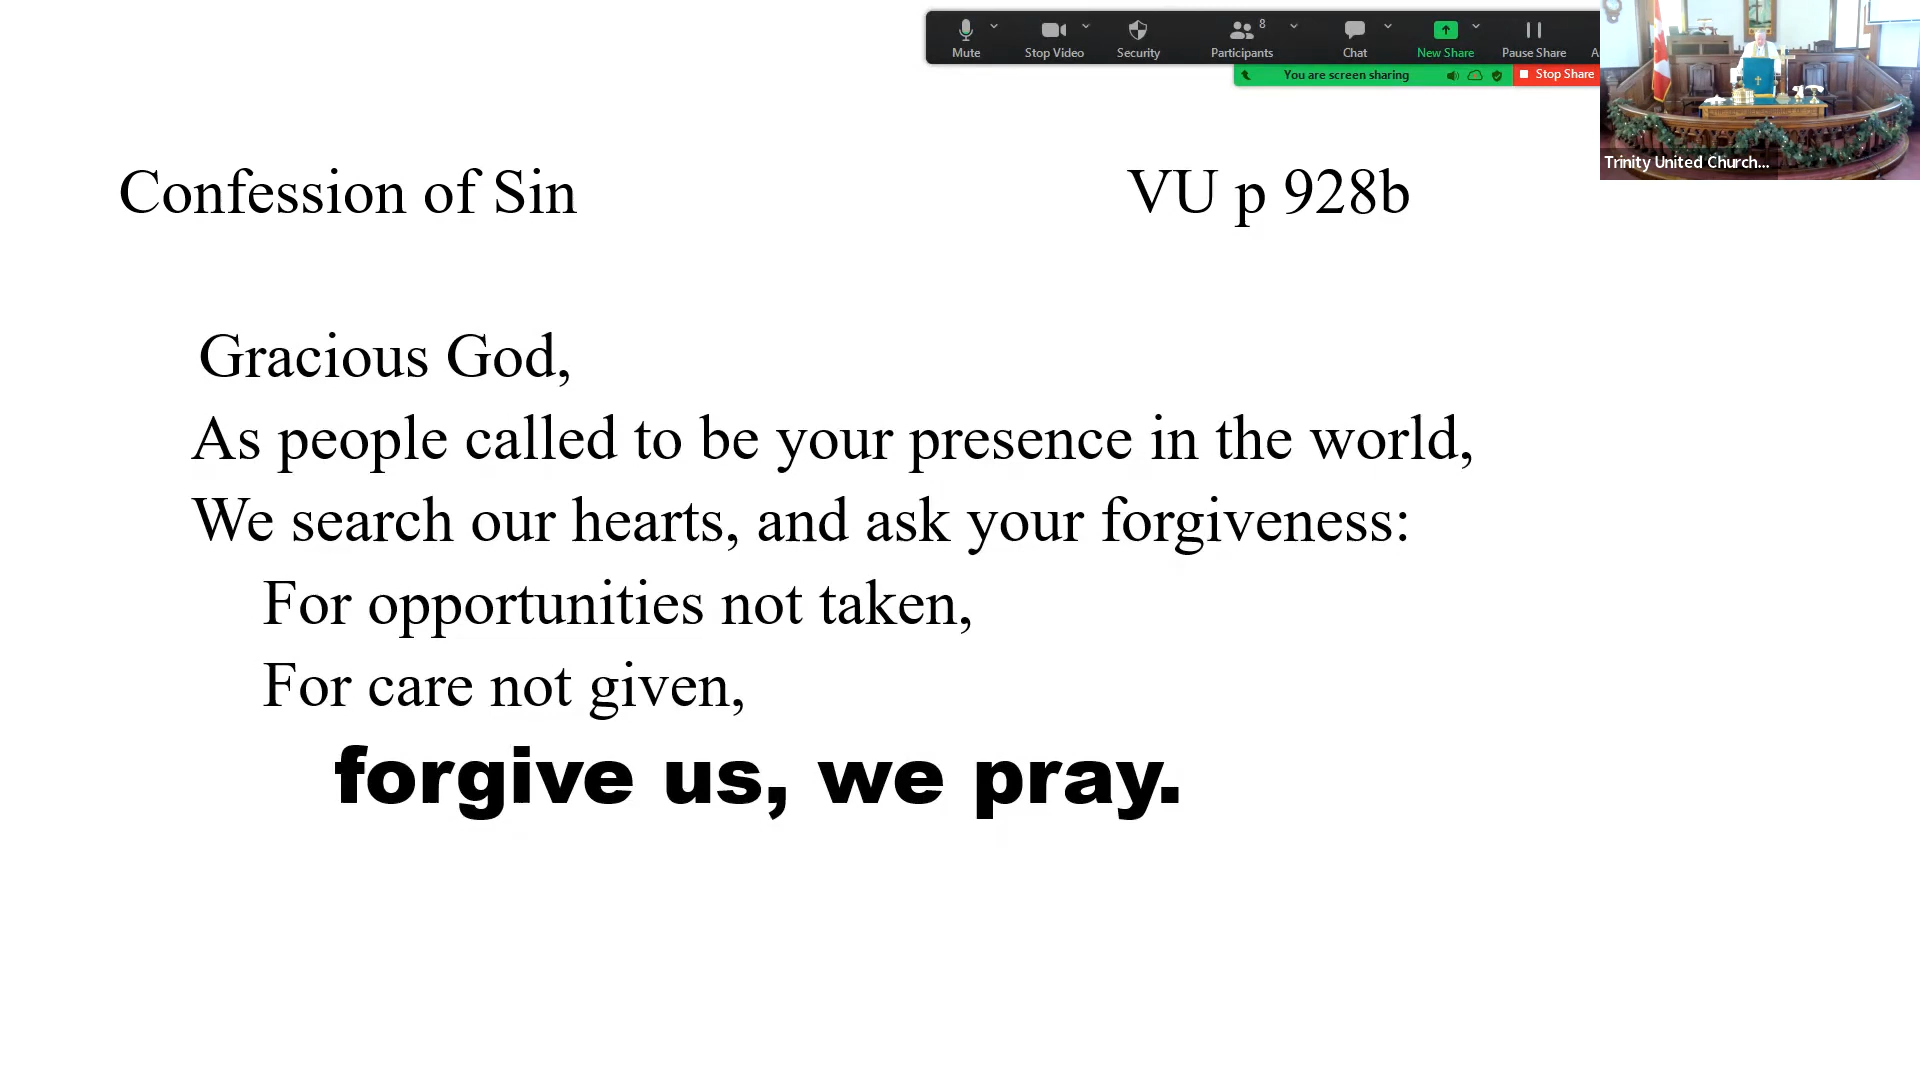 8
Mute Stop Video Security Participants Chat New Share Pause Share A
You are screen sharing Stop Share
Trinity United Church...
Confession of Sin VU p 928b
Gracious God,
As people called to be your presence in the world,
We search our hearts, and ask your forgiveness:
For opportunities not taken,
For care not given,
forgive us, we pray.